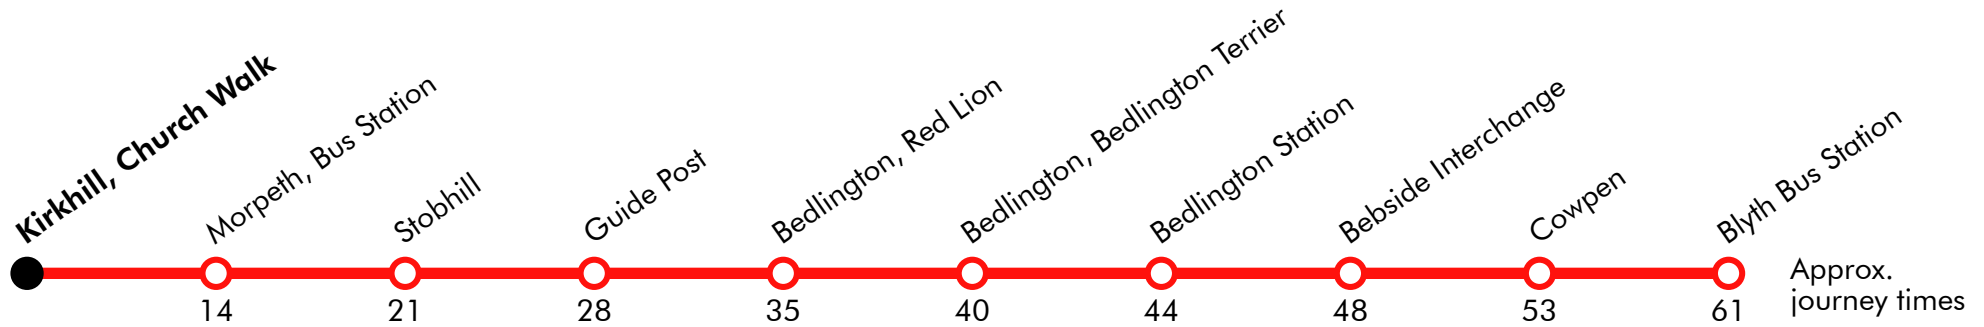 Kirkhill, Church Walk
Morpeth, Bus Station
Stobhill
Guide Post
Bedlington, Red Lion
Bedlington, Bedlington Terrier
Bedlington Station
Bebside Interchange
Cowpen
Blyth Bus Station
14
21
28
35
40
44
48
53
61
Approx.
journey times